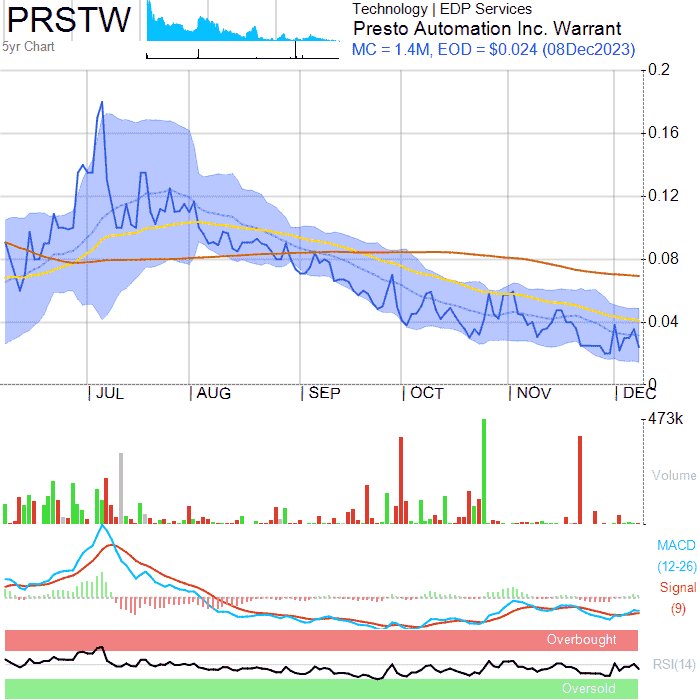 PRSTW
5yr Chart
Technology | EDP Services
Presto Automation Inc. Warrant
MC = 1.4M, EOD = $0.024 (08Dec2023)
0.2
0.16
0.12
0.08
0.04
0
JUL AUG SEP OCT NOV DEC
473k
Volume
MACD
(12-26)
Signal
(9)
Overbought
RSI(14)
Oversold